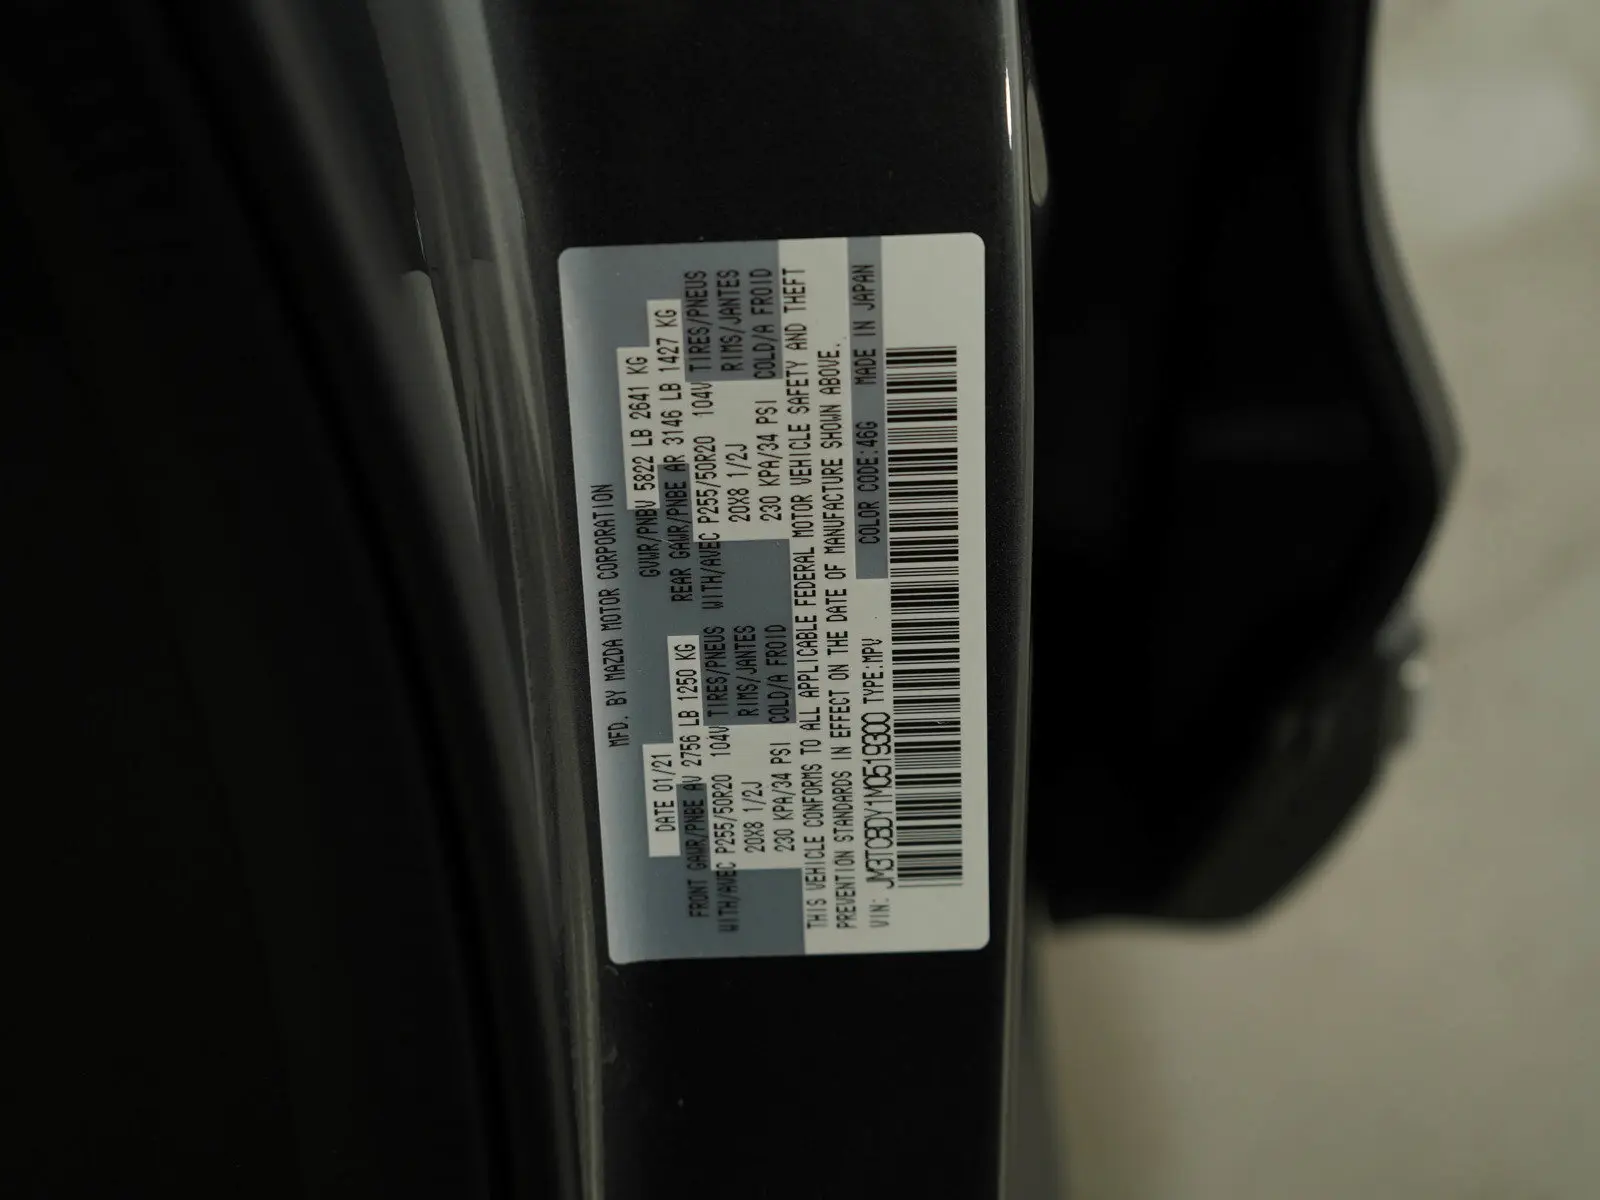 MFD. BY MAZDA MOTOR CORPORATION
DATE 01/21 GVWR/PNBV 5822 LB 2641 KG
FRONT GAWR/PNBE AV 2756 LB 1250 KG REAR GAWR/PNBE AR 3146 LB 1427 KG
WITH/AVEC P255/50R20 104V TIRES/PNEUS WITH/AVEC P255/50R20 104V TIRES/PNEUS
20X8 1/2J RIMS/JANTES 20X8 1/2J RIMS/JANTES
230 KPA/34 PSI COLD/A FROID 230 KPA/34 PSI COLD/A FROID
THIS VEHICLE CONFORMS TO ALL APPLICABLE FEDERAL MOTOR VEHICLE SAFETY AND THEFT
PREVENTION STANDARDS IN EFFECT ON THE DATE OF MANUFACTURE SHOWN ABOVE.
VIN: JM3TCBDY1M0519300 TYPE:MPV COLOR CODE:46G MADE IN JAPAN